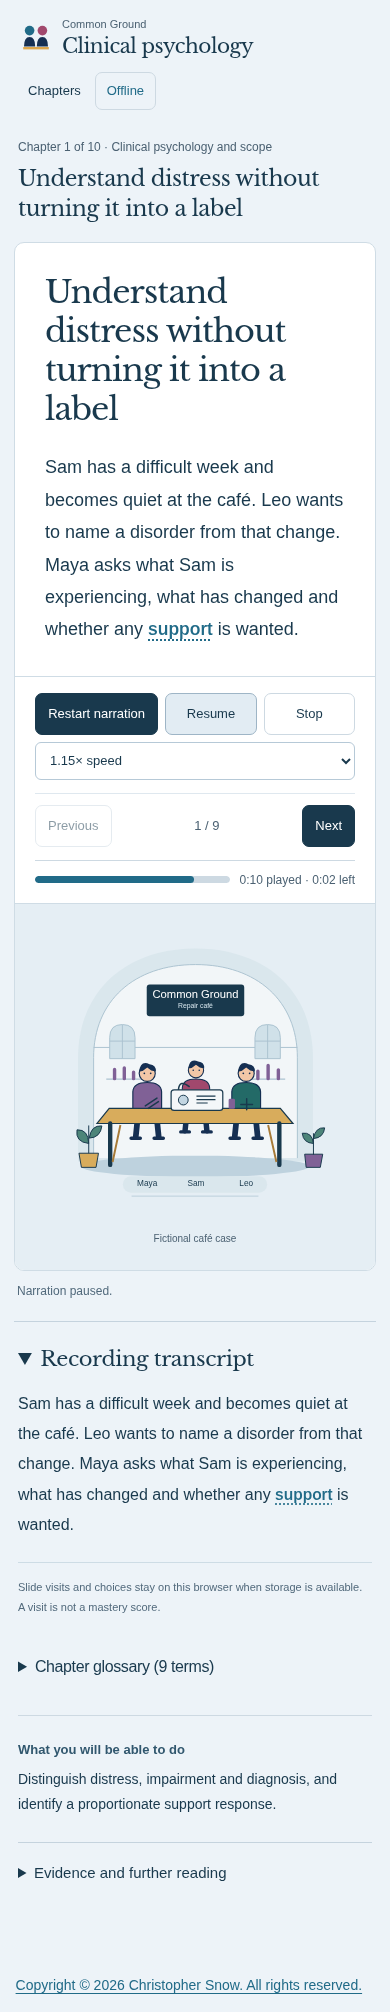 Common Ground
Clinical psychology
Chapters
Offline
Chapter 1 of 10 · Clinical psychology and scope
Understand distress without
turning it into a label
Understand
distress without
turning it into a
label
Sam has a difficult week and
becomes quiet at the café. Leo wants
to name a disorder from that change.
Maya asks what Sam is
experiencing, what has changed and
whether any support is wanted.
Restart narration
Resume
Stop
1.15× speed
Previous
1 / 9
Next
0:10 played · 0:02 left
Common Ground
Repair café
Maya
Sam
Leo
Fictional café case
Narration paused.
Recording transcript
Sam has a difficult week and becomes quiet at
the café. Leo wants to name a disorder from that
change. Maya asks what Sam is experiencing,
what has changed and whether any support is
wanted.
Slide visits and choices stay on this browser when storage is available.
A visit is not a mastery score.
Chapter glossary (9 terms)
What you will be able to do
Distinguish distress, impairment and diagnosis, and
identify a proportionate support response.
Evidence and further reading
Copyright © 2026 Christopher Snow. All rights reserved.